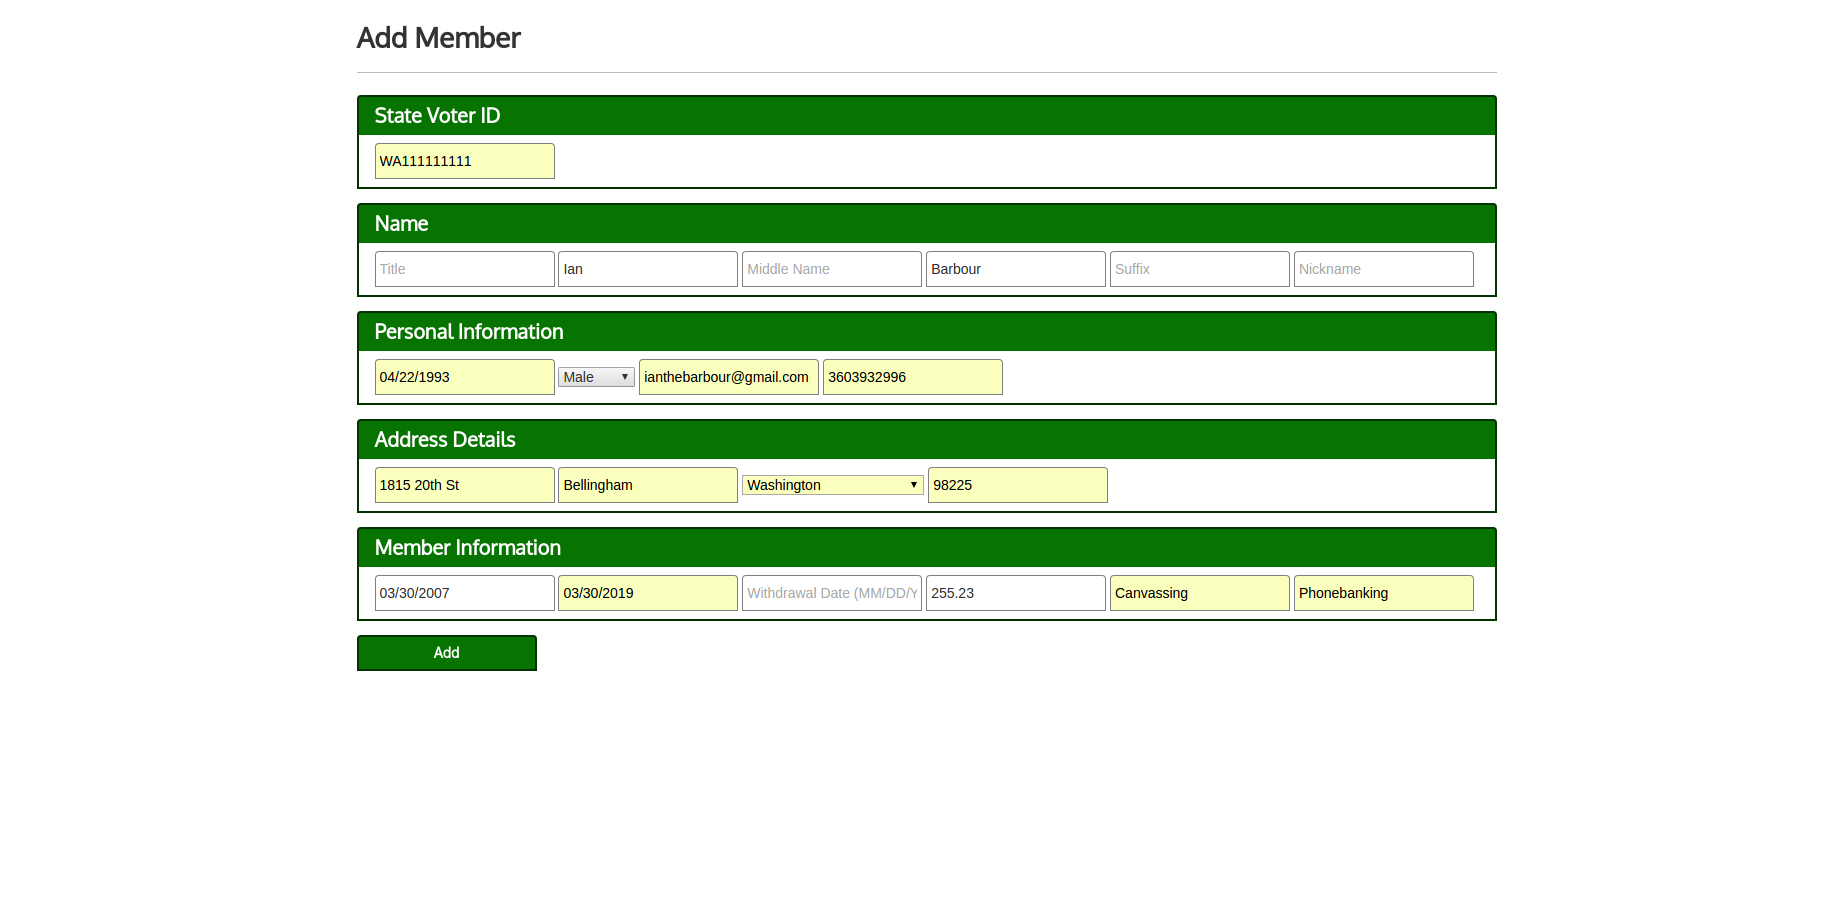 Add Member
State Voter ID
WA111111111
Name
Title Ian Middle Name Barbour Suffix Nickname
Personal Information
04/22/1993 Male ianthebarbour@gmail.com 3603932996
Address Details
1815 20th St Bellingham Washington 98225
Member Information
03/30/2007 03/30/2019 Withdrawal Date (MM/DD/Y 255.23 Canvassing Phonebanking
Add